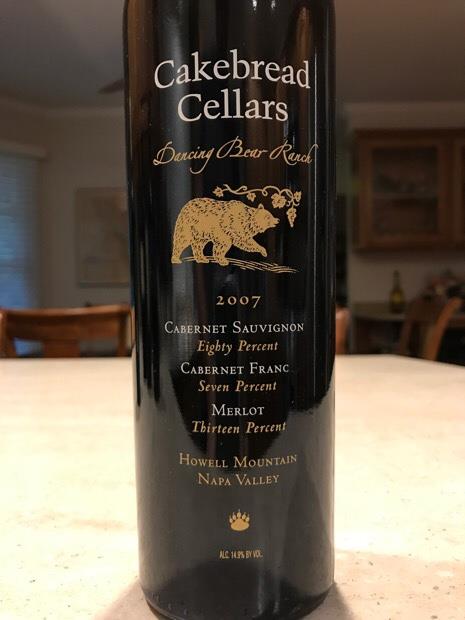 Cakebread
Cellars
Dancing Bear Ranch
2007
Cabernet Sauvignon
Eighty Percent
Cabernet Franc
Seven Percent
Merlot
Thirteen Percent
Howell Mountain
Napa Valley
ALC. 14.9% BY VOL.